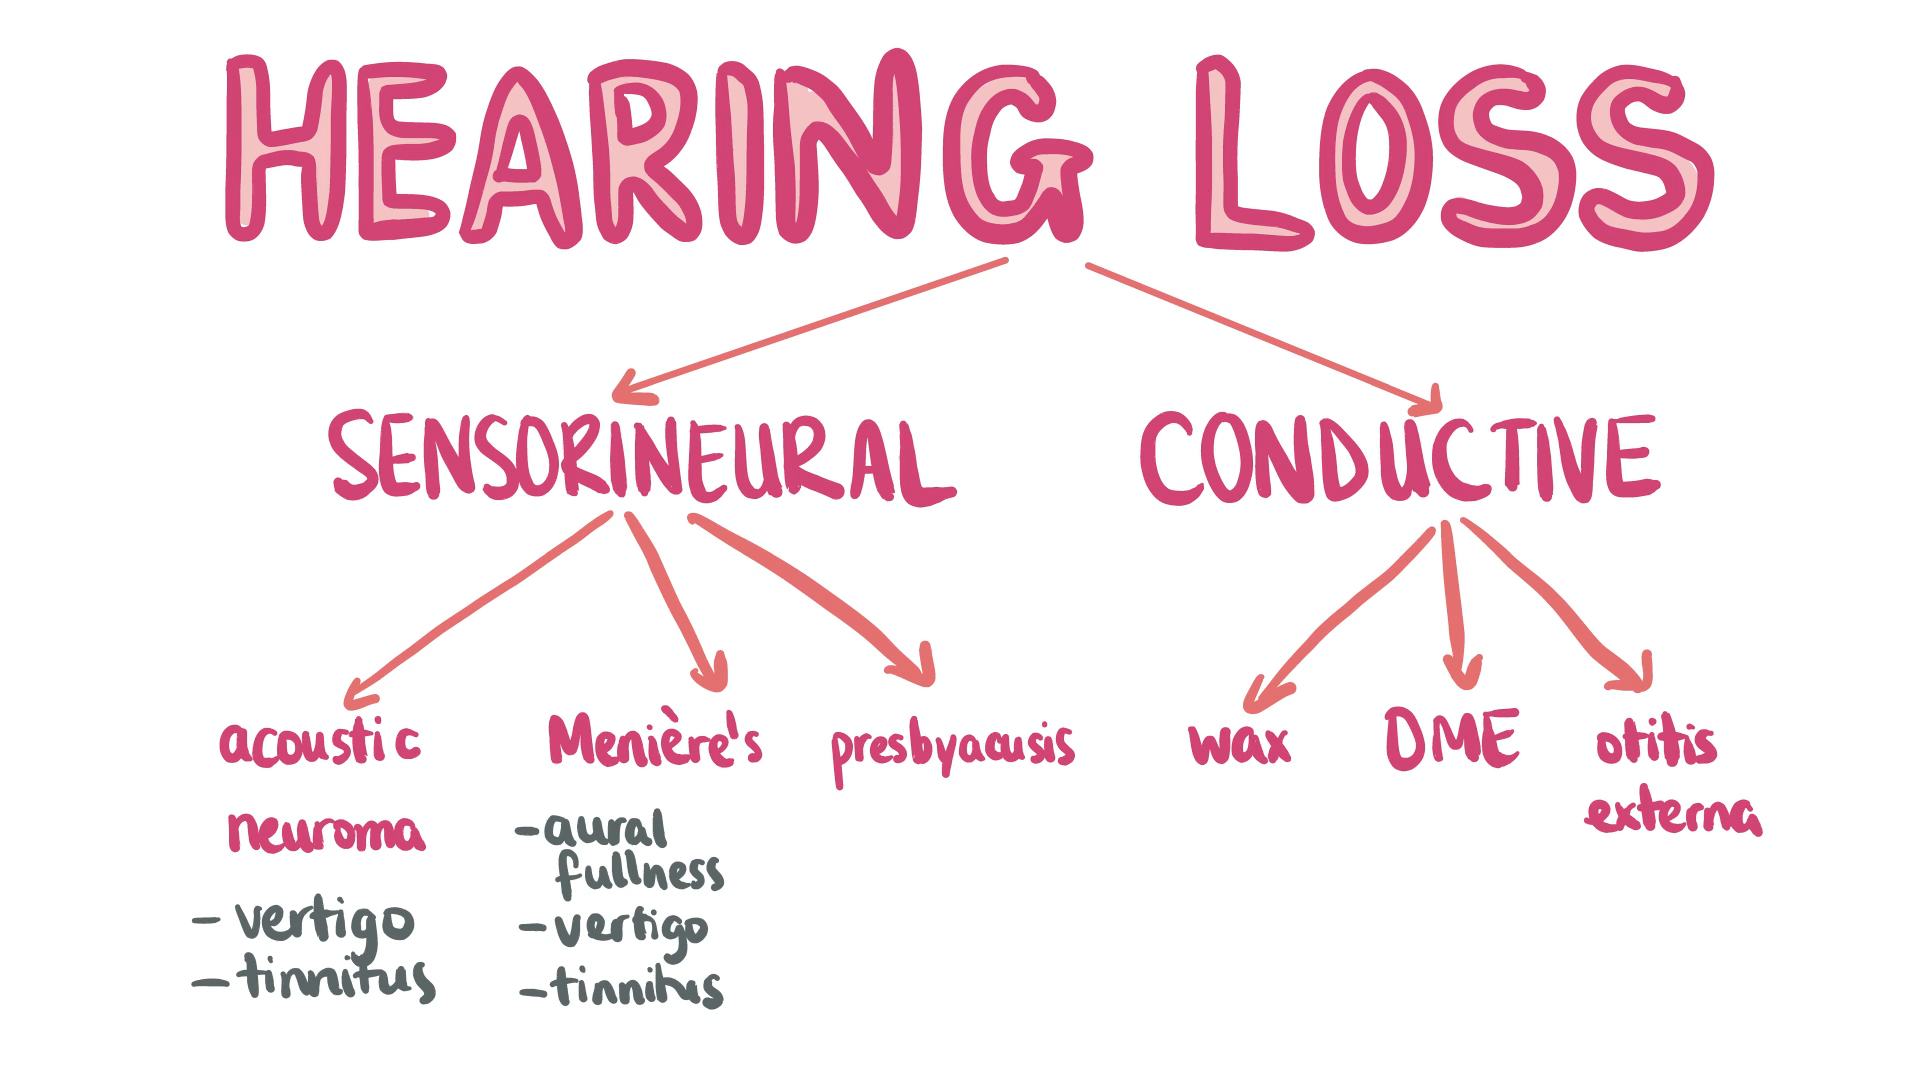 HEARING LOSS
SENSORINEURAL
CONDUCTIVE
acoustic
neuroma
- vertigo
- tinnitus
Menière's
- aural
fullness
- vertigo
- tinnitus
presbyacusis
wax
OME
otitis
externa